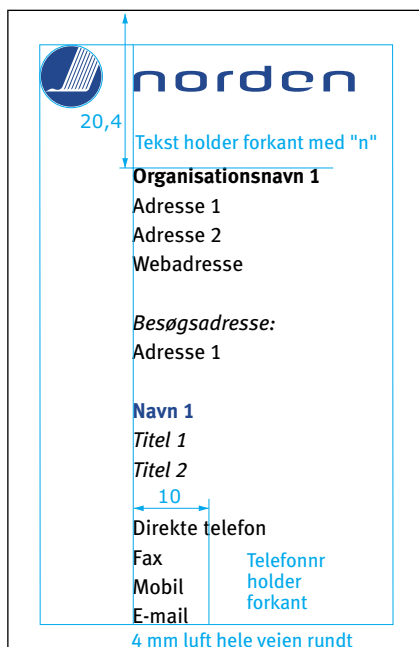 norden
20,4
Tekst holder forkant med "n"
Organisationsnavn 1
Adresse 1
Adresse 2
Webadresse
Besøgsadresse:
Adresse 1
Navn 1
Titel 1
Titel 2
10
Direkte telefon
Fax
Mobil
E-mail
Telefonnr
holder
forkant
4 mm luft hele veien rundt